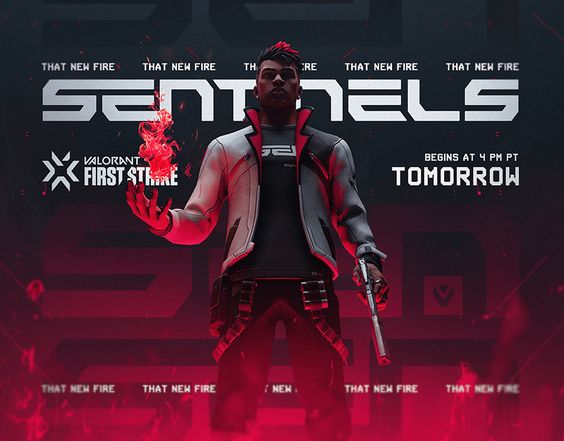 THAT NEW FIRE THAT NEW FIRE THAT NEW FIRE THAT NEW FIRE
SENTINELS
VALORANT
FIRST STRIKE
BEGINS AT 4 PM PT
TOMORROW
THAT NEW FIRE THAT NEW FIRE THAT NEW FIRE THAT NEW FIRE